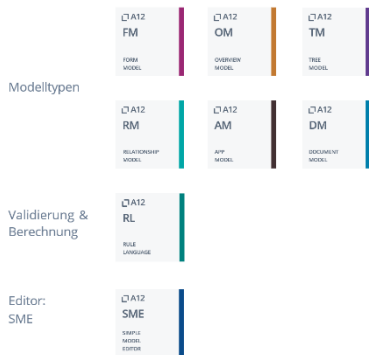 A12 A12 A12
FM OM TM
FORM MODEL OVERVIEW MODEL TREE MODEL
Modelltypen
A12 A12 A12
RM AM DM
RELATIONSHIP MODEL APP MODEL DOCUMENT MODEL
Validierung &
Berechnung
A12
RL
RULE
LANGUAGE
Editor:
SME
A12
SME
SIMPLE
MODEL
EDITOR